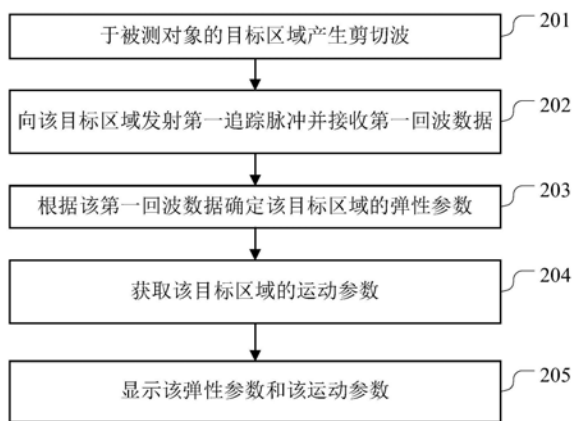 于被测对象的目标区域产生剪切波
201
向该目标区域发射第一追踪脉冲并接收第一回波数据
202
根据该第一回波数据确定该目标区域的弹性参数
203
获取该目标区域的运动参数
204
显示该弹性参数和该运动参数
205